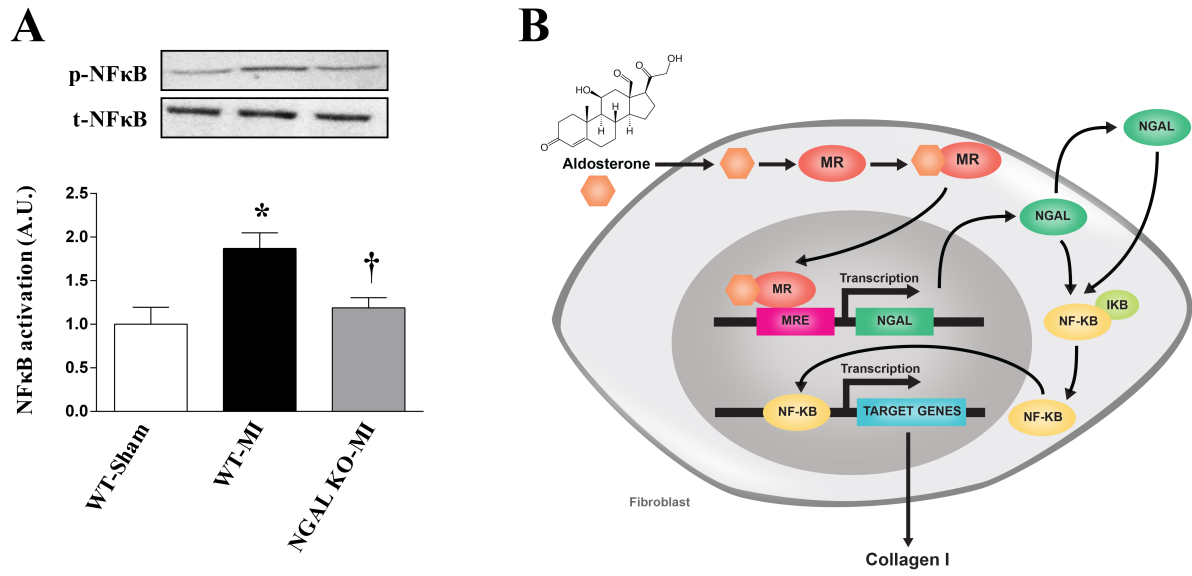 A
p-NFκB
t-NFκB
NFκB activation (A.U.)
2.5
2.0
1.5
1.0
0.5
0.0
*
†
WT-Sham
WT-MI
NGAL KO-MI
B
O
O
OH
HO
H
H
H
O
Aldosterone
MR
MR
NGAL
NGAL
MR
Transcription
MRE
NGAL
IKB
NF-KB
Transcription
NF-KB
TARGET GENES
NF-KB
Fibroblast
Collagen I